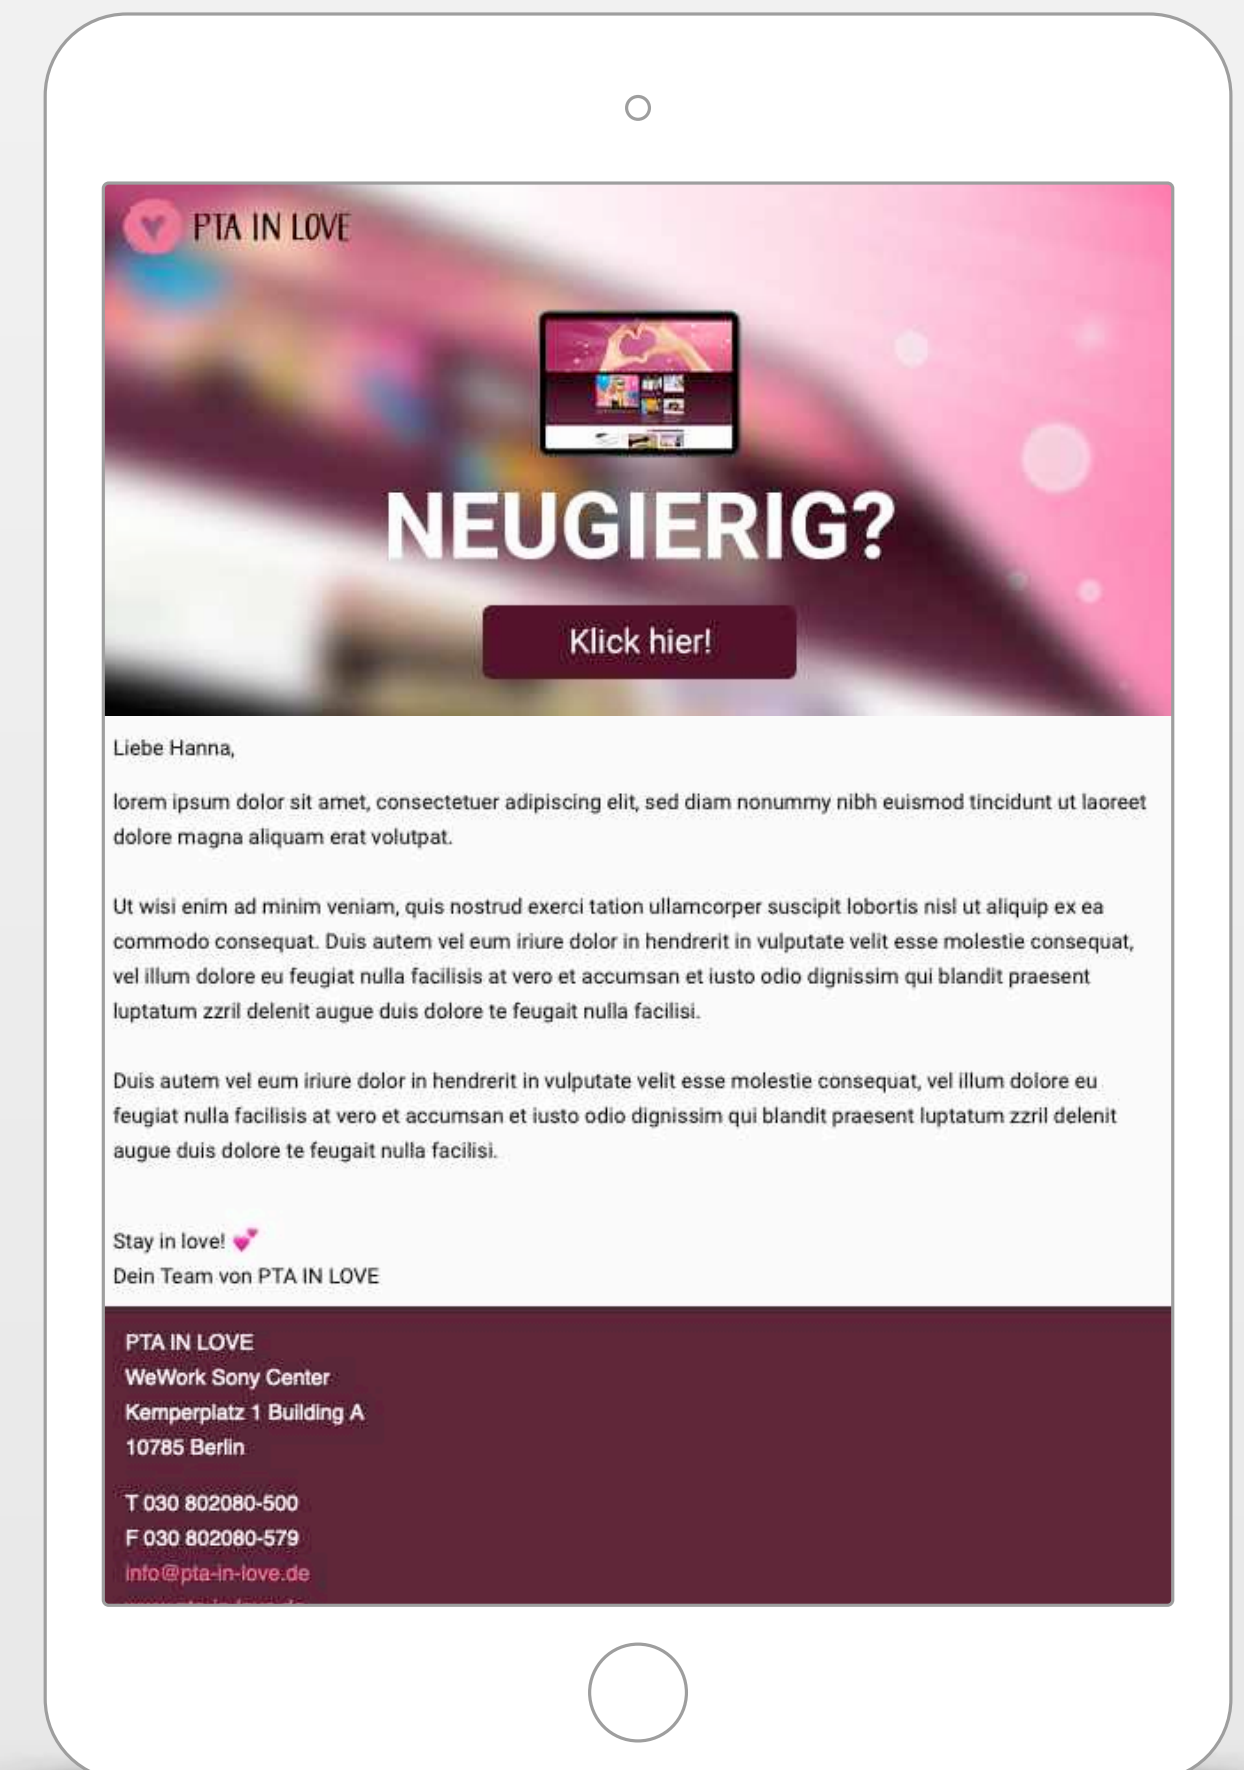 PTA IN LOVE
NEUGIERIG?
Klick hier!
Liebe Hanna,
lorem ipsum dolor sit amet, consectetuer adipiscing elit, sed diam nonummy nibh euismod tincidunt ut laoreet
dolore magna aliquam erat volutpat.
Ut wisi enim ad minim veniam, quis nostrud exerci tation ullamcorper suscipit lobortis nisl ut aliquip ex ea
commodo consequat. Duis autem vel eum iriure dolor in hendrerit in vulputate velit esse molestie consequat,
vel illum dolore eu feugiat nulla facilisis at vero et accumsan et iusto odio dignissim qui blandit praesent
luptatum zzril delenit augue duis dolore te feugait nulla facilisi.
Duis autem vel eum iriure dolor in hendrerit in vulputate velit esse molestie consequat, vel illum dolore eu
feugiat nulla facilisis at vero et accumsan et iusto odio dignissim qui blandit praesent luptatum zzril delenit
augue duis dolore te feugait nulla facilisi.
Stay in love! 💕
Dein Team von PTA IN LOVE
PTA IN LOVE
WeWork Sony Center
Kemperplatz 1 Building A
10785 Berlin
T 030 802080-500
F 030 802080-579
info@pta-in-love.de